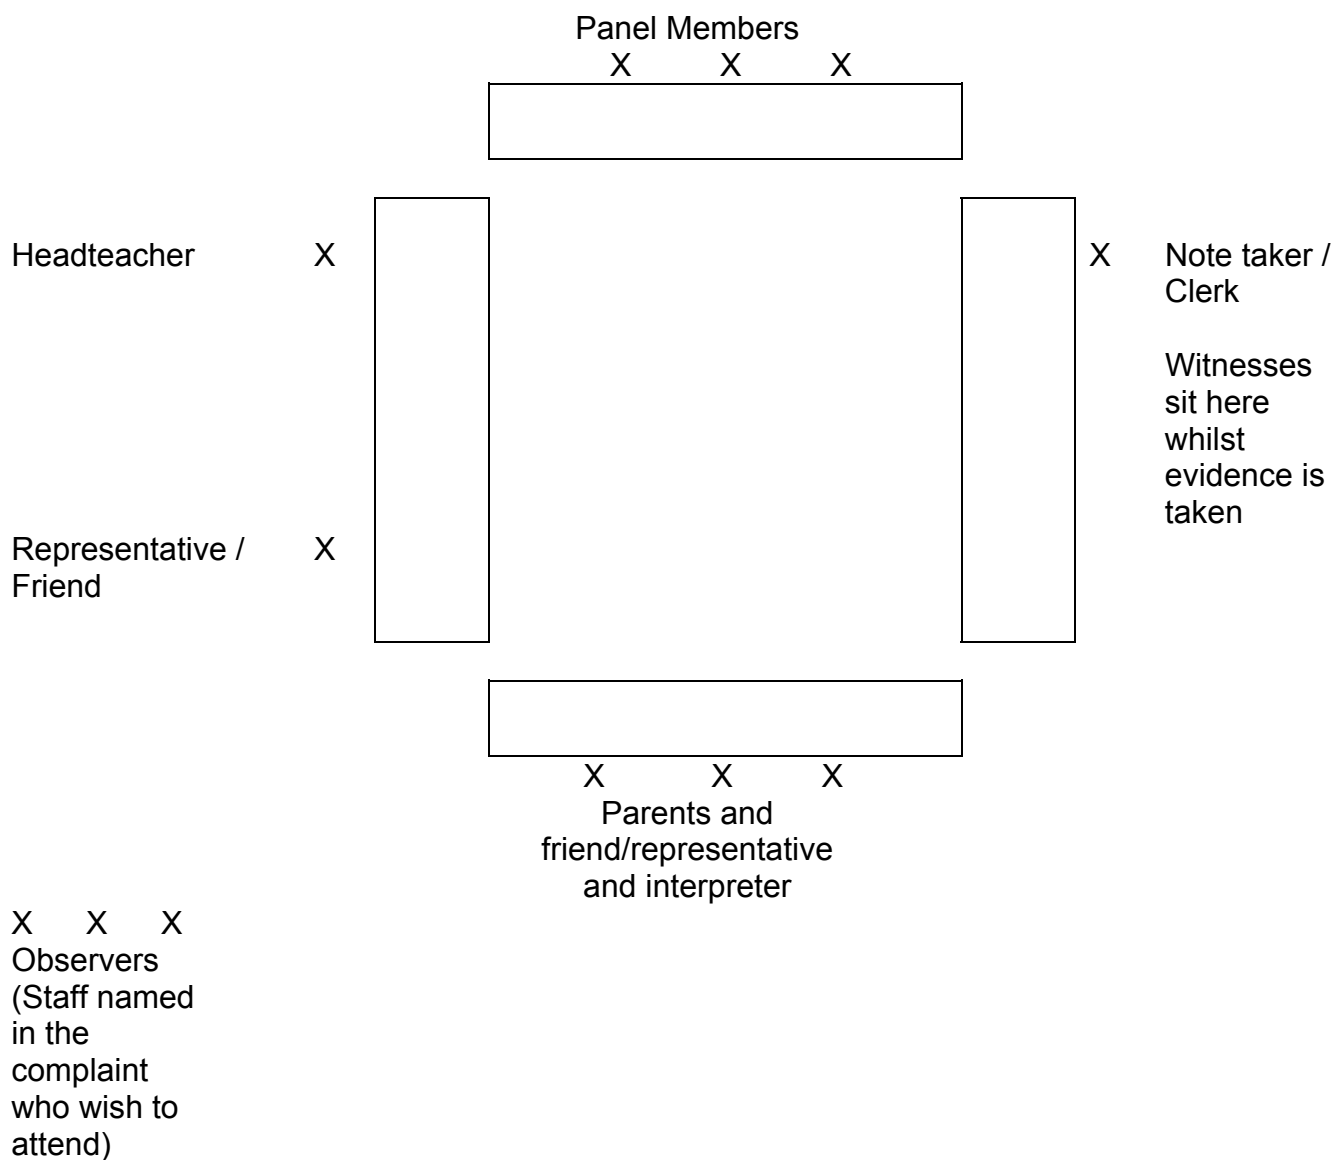 Panel Members
X X X
Headteacher X
X Note taker /
Clerk
Witnesses
sit here
whilst
evidence is
taken
Representative / X
Friend
X X X
Parents and
friend/representative
and interpreter
X X X
Observers
(Staff named
in the
complaint
who wish to
attend)